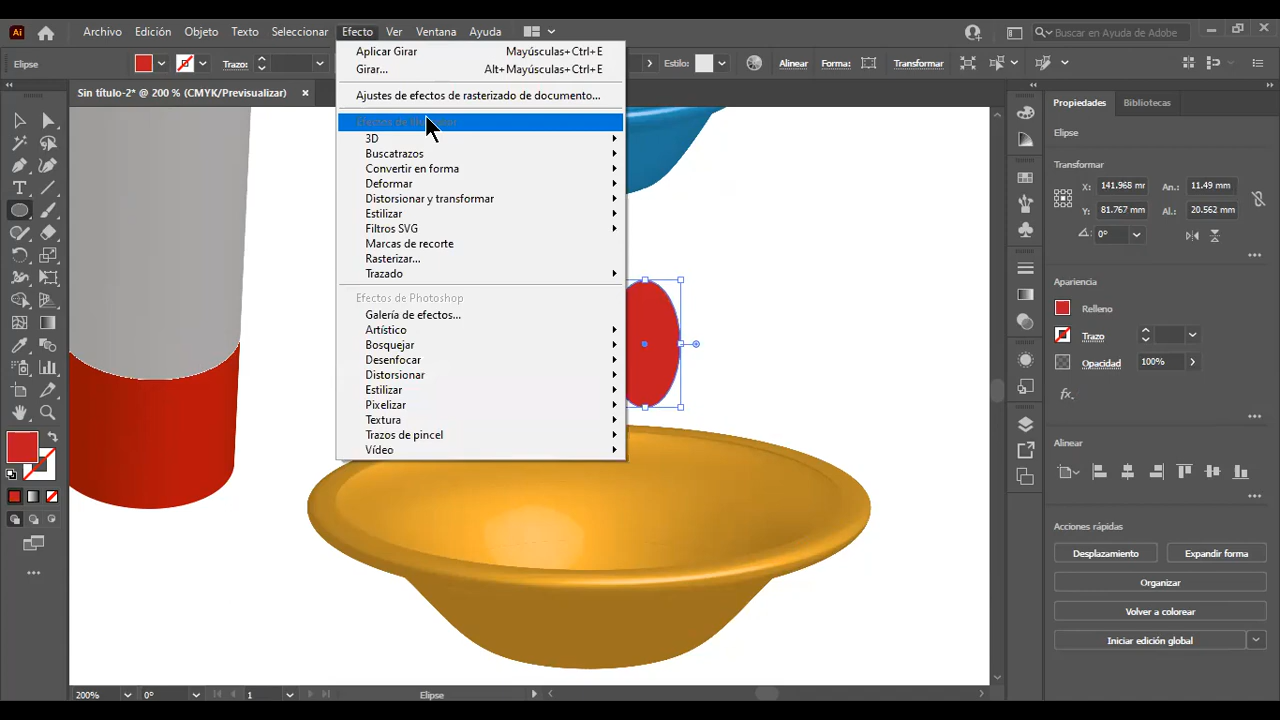 Ai Archivo Edición Objeto Texto Seleccionar Efecto Ver Ventana Ayuda Buscar en Ayuda de Adobe
Elipse Trazo: Estilo: Alinear Forma: Transformar
Sin título-2* @ 200 % (CMYK/Previsualizar)
Aplicar Girar Mayúsculas+Ctrl+E
Girar... Alt+Mayúsculas+Ctrl+E
Ajustes de efectos de rasterizado de documento...
3D
Buscatrazos
Convertir en forma
Deformar
Distorsionar y transformar
Estilizar
Filtros SVG
Marcas de recorte
Rasterizar...
Trazado
Efectos de Photoshop
Galería de efectos...
Artístico
Bosquejar
Desenfocar
Distorsionar
Estilizar
Pixelizar
Textura
Trazos de pincel
Vídeo
Propiedades Bibliotecas
Elipse
Transformar
X: 141.968 mr An.: 11.49 mm
Y: 81.767 mm Al.: 20.562 mm
0°
Apariencia
Relleno
Trazo
Opacidad 100%
fx.
Alinear
Acciones rápidas
Desplazamiento Expandir forma
Organizar
Volver a colorear
Iniciar edición global
200% 0° 1 Elipse